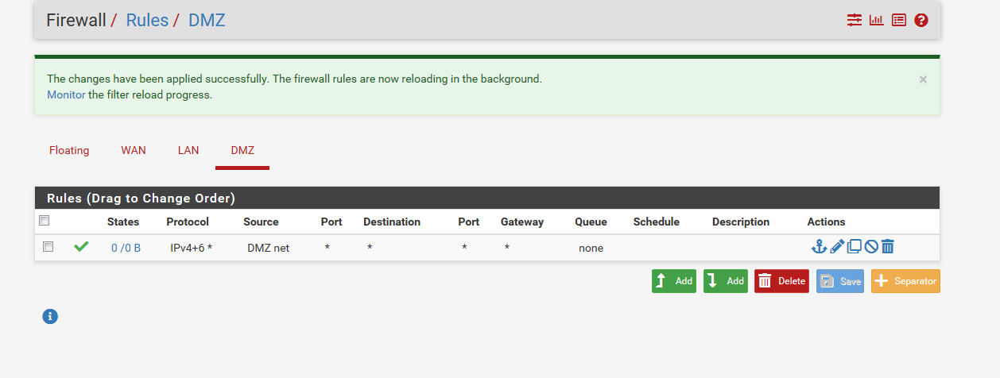 Firewall / Rules / DMZ
The changes have been applied successfully. The firewall rules are now reloading in the background.
Monitor the filter reload progress.
×
Floating WAN LAN DMZ
Rules (Drag to Change Order)
States Protocol Source Port Destination Port Gateway Queue Schedule Description Actions
0 /0 B IPv4+6 * DMZ net * * * * none
Add Add Delete Save Separator